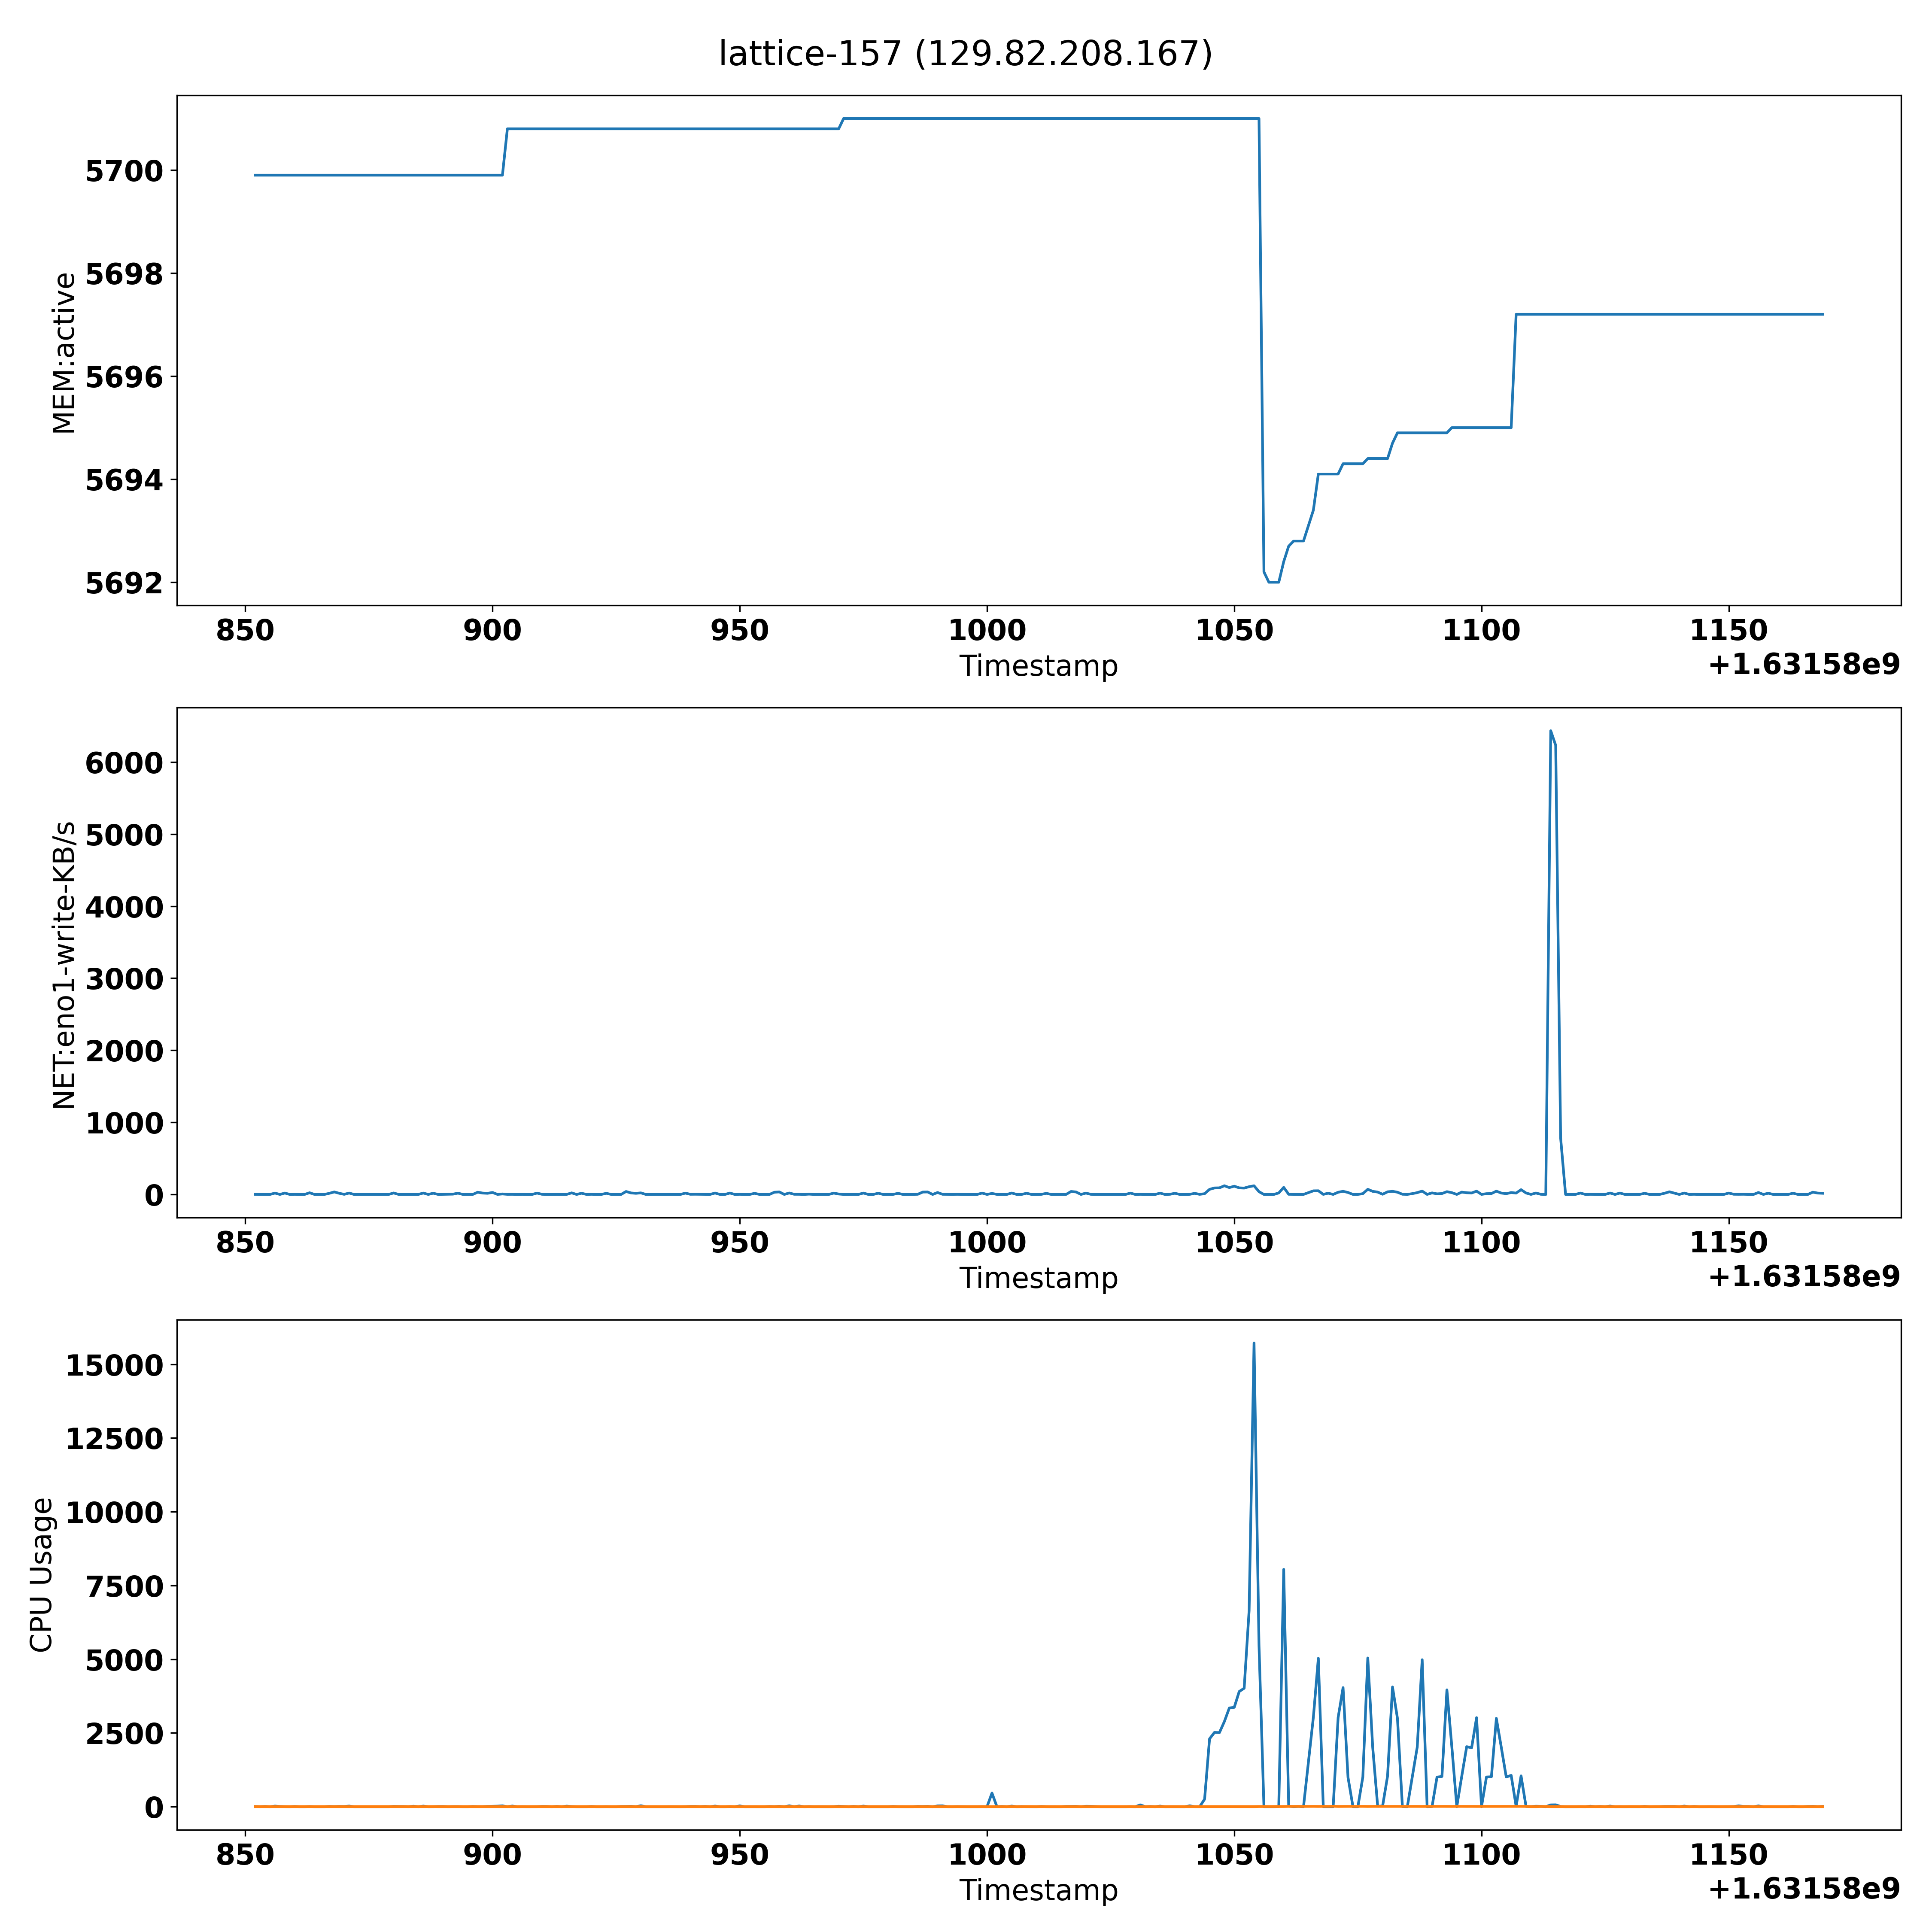 lattice-157 (129.82.208.167)
MEM:active
5700
5698
5696
5694
5692
850 900 950 1000 1050 1100 1150
Timestamp
+1.63158e9
NET:eno1-write-KB/s
6000
5000
4000
3000
2000
1000
0
850 900 950 1000 1050 1100 1150
Timestamp
+1.63158e9
CPU Usage
15000
12500
10000
7500
5000
2500
0
850 900 950 1000 1050 1100 1150
Timestamp
+1.63158e9